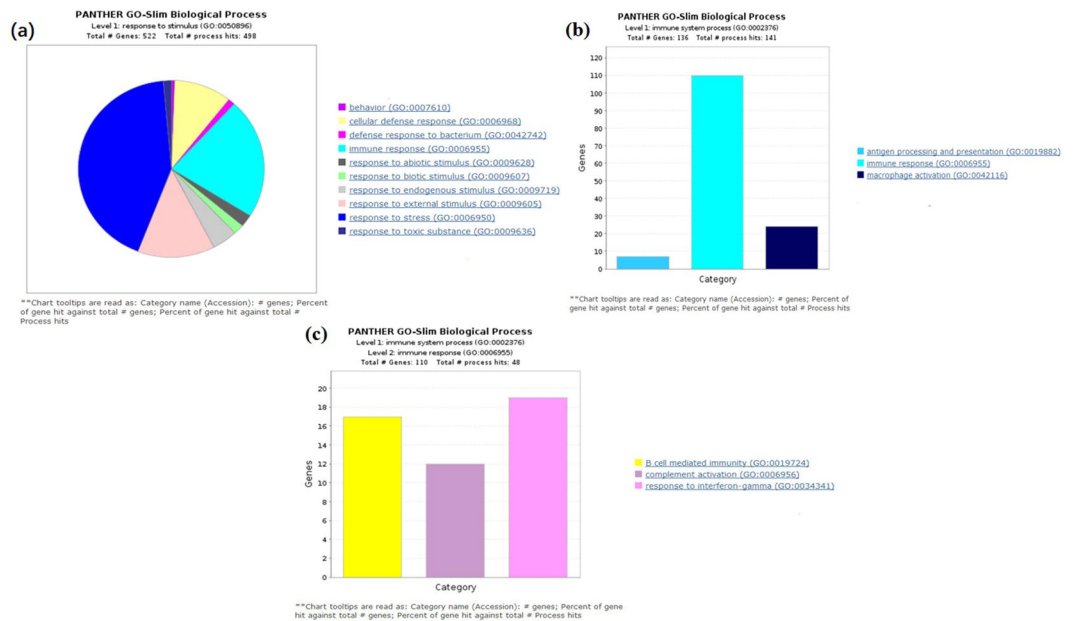 (a)
PANTHER GO-Slim Biological Process
Level 1: response to stimulus (GO:0050896)
Total # Genes: 522 Total # process hits: 498
behavior (GO:0007610)
cellular defense response (GO:0006968)
defense response to bacterium (GO:0042742)
immune response (GO:0006955)
response to abiotic stimulus (GO:0009628)
response to biotic stimulus (GO:0009607)
response to endogenous stimulus (GO:0009719)
response to external stimulus (GO:0009605)
response to stress (GO:0006950)
response to toxic substance (GO:0009636)
**Chart tooltips are read as: Category name (Accession): # genes; Percent
of gene hit against total # genes; Percent of gene hit against total #
Process hits
(b)
PANTHER GO-Slim Biological Process
Level 1: immune system process (GO:0002376)
Total # Genes: 136 Total # process hits: 141
120
110
100
90
80
70
60
50
40
30
20
10
0
Genes
Category
antigen processing and presentation (GO:0019882)
immune response (GO:0006955)
macrophage activation (GO:0042116)
**Chart tooltips are read as: Category name (Accession): # genes; Percent of
gene hit against total # genes; Percent of gene hit against total # Process hits
(c)
PANTHER GO-Slim Biological Process
Level 1: immune system process (GO:0002376)
Level 2: immune response (GO:0006955)
Total # Genes: 110 Total # process hits: 48
20
18
16
14
12
10
8
6
4
2
0
Genes
Category
B cell mediated immunity (GO:0019724)
complement activation (GO:0006956)
response to interferon-gamma (GO:0034341)
**Chart tooltips are read as: Category name (Accession): # genes; Percent of gene
hit against total # genes; Percent of gene hit against total # Process hits